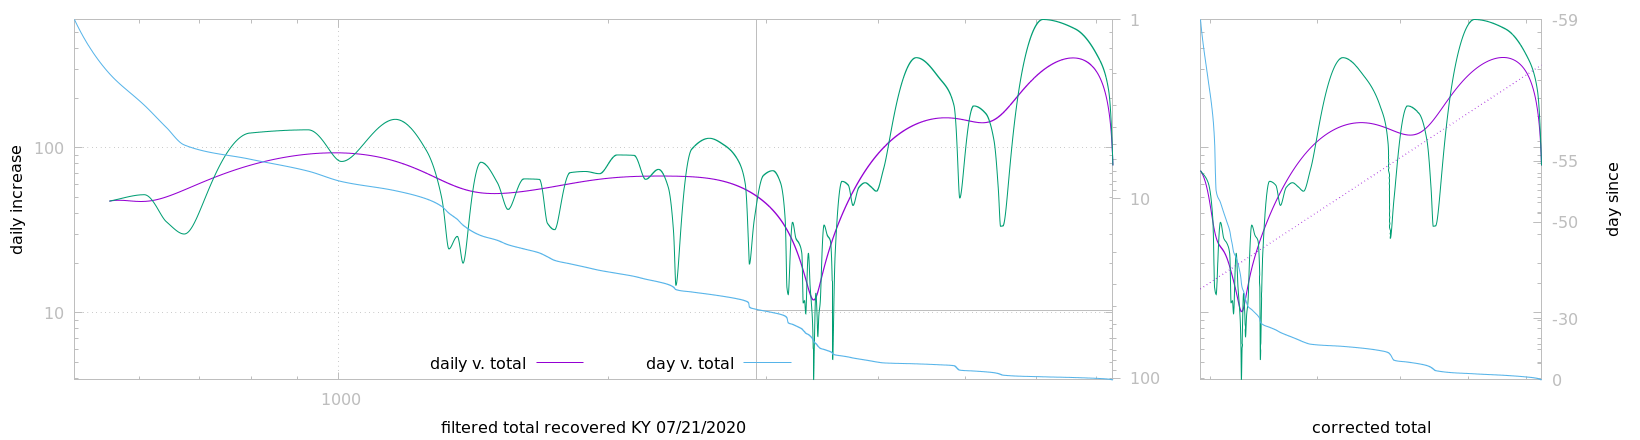 1
-59
100
-55
10
-50
10
-30
daily increase
day since
daily v. total
day v. total
100
0
1000
filtered total recovered KY 07/21/2020
corrected total